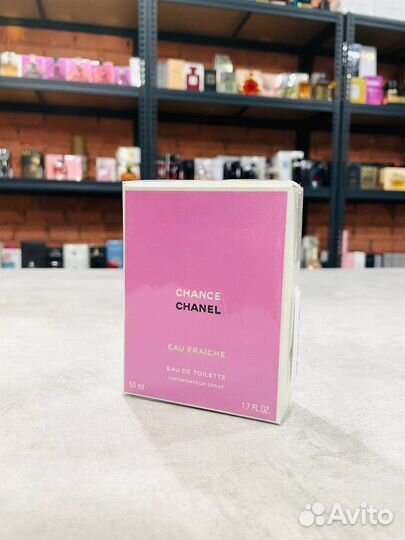 CHANCE
CHANEL
EAU FRAÎCHE
EAU DE TOILETTE
VAPORISATEUR SPRAY
50 ml
1.7 FL.OZ.
Avito